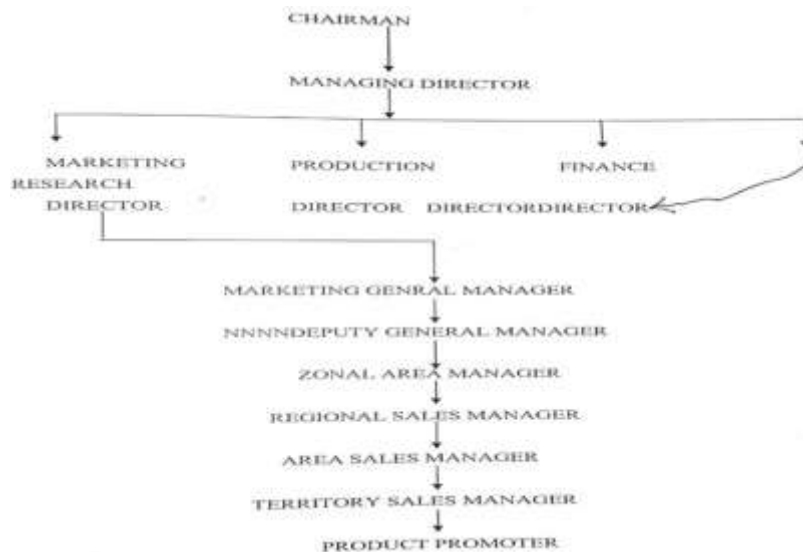 CHAIRMAN
MANAGING DIRECTOR
MARKETING PRODUCTION FINANCE
RESEARCH
DIRECTOR DIRECTOR DIRECTORDIRECTOR
MARKETING GENRAL MANAGER
NNNNDEPUTY GENERAL MANAGER
ZONAL AREA MANAGER
REGIONAL SALES MANAGER
AREA SALES MANAGER
TERRITORY SALES MANAGER
PRODUCT PROMOTER